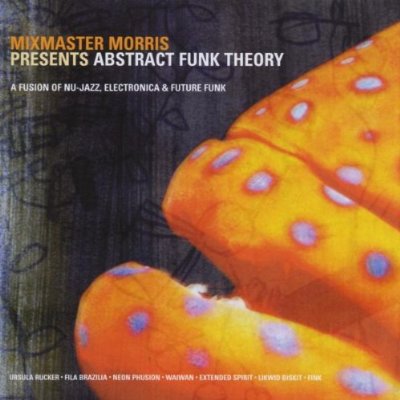 MIXMASTER MORRIS
PRESENTS ABSTRACT FUNK THEORY
A FUSION OF NU-JAZZ, ELECTRONICA & FUTURE FUNK
URSULA RUCKER • FILA BRAZILIA • NEON PHUSION • WAIWAN • EXTENDED SPIRIT • LIKWID BISKIT • FINK